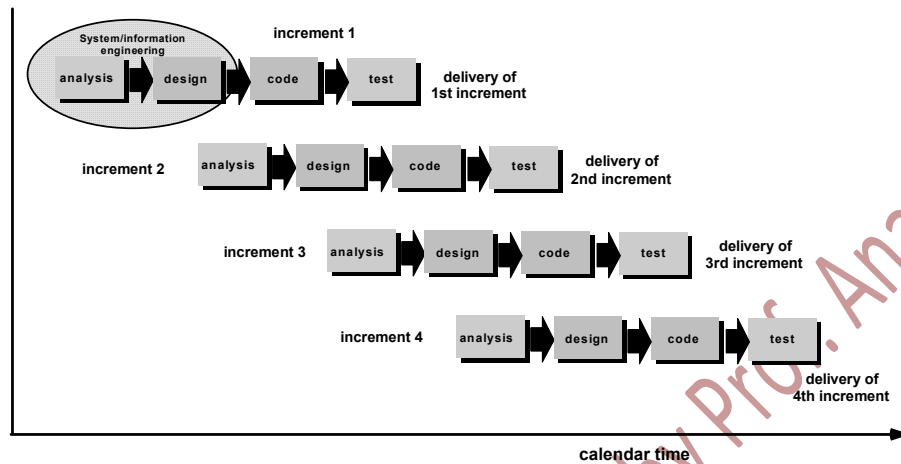 System/information
engineering
increment 1
analysis
design
code
test
delivery of
1st increment
increment 2
analysis
design
code
test
delivery of
2nd increment
increment 3
analysis
design
code
test
delivery of
3rd increment
increment 4
analysis
design
code
test
delivery of
4th increment
calendar time
by Prof.